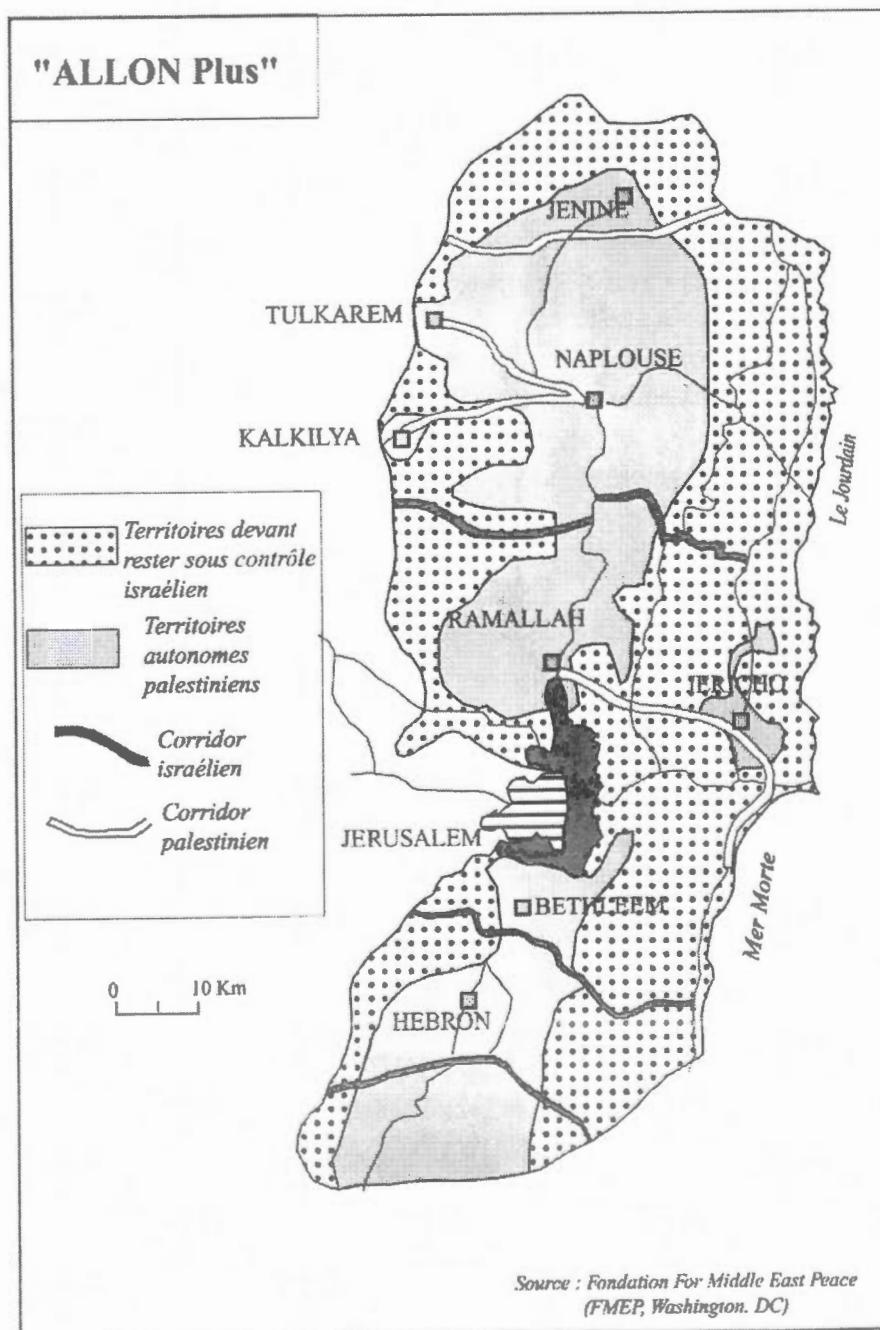 "ALLON Plus"
JENINE
TULKAREM
NAPLOUSE
KALKILYA
Le Jourdain
Territoires devant
rester sous contrôle
israélien
Territoires
autonomes
palestiniens
Corridor
israélien
Corridor
palestinien
RAMALLAH
JERICHO
JERUSALEM
BETHLEEM
Mer Morte
0 10 Km
HEBRON
Source : Fondation For Middle East Peace
(FMEP, Washington. DC)